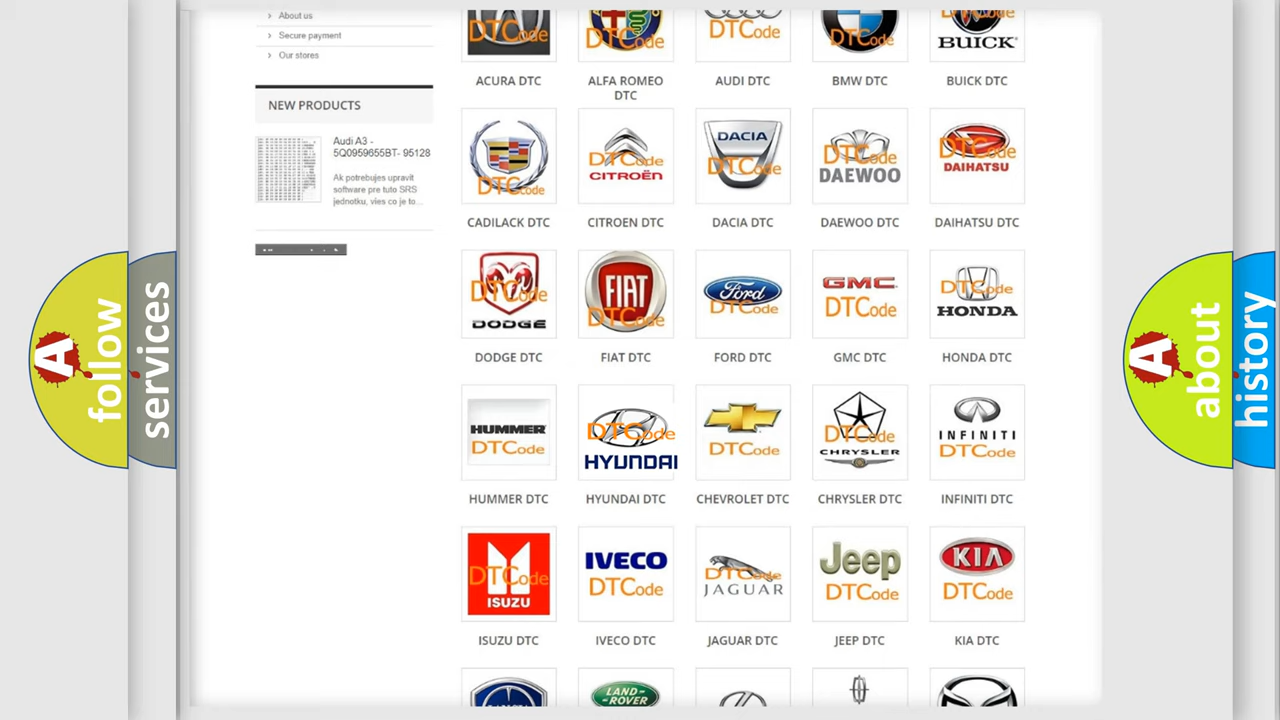 About us
Secure payment
Our stores
NEW PRODUCTS
Audi A3 -
5Q0959655BT- 95128
Ak potrebujes upravit
software pre tuto SRS
jednotku, vies co je to...
DTCode
DTCode
DTCode
DTCode
BUICK
ACURA DTC
ALFA ROMEO
DTC
AUDI DTC
BMW DTC
BUICK DTC
DTCode
DTCode
CITROËN
DACIA
DTCode
DTCode
DAEWOO
DTCode
DAIHATSU
CADILACK DTC
CITROEN DTC
DACIA DTC
DAEWOO DTC
DAIHATSU DTC
DTCode
DODGE
FIAT
DTCode
Ford
DTCode
GMC
DTCode
DTCode
HONDA
DODGE DTC
FIAT DTC
FORD DTC
GMC DTC
HONDA DTC
HUMMER
DTCode
DTCode
HYUNDAI
DTCode
DTCode
CHRYSLER
INFINITI
DTCode
HUMMER DTC
HYUNDAI DTC
CHEVROLET DTC
CHRYSLER DTC
INFINITI DTC
DTCode
ISUZU
IVECO
DTCode
DTCode
JAGUAR
Jeep
DTCode
KIA
DTCode
ISUZU DTC
IVECO DTC
JAGUAR DTC
JEEP DTC
KIA DTC
LAND-
ROVER
A
follow
services
A
about
history